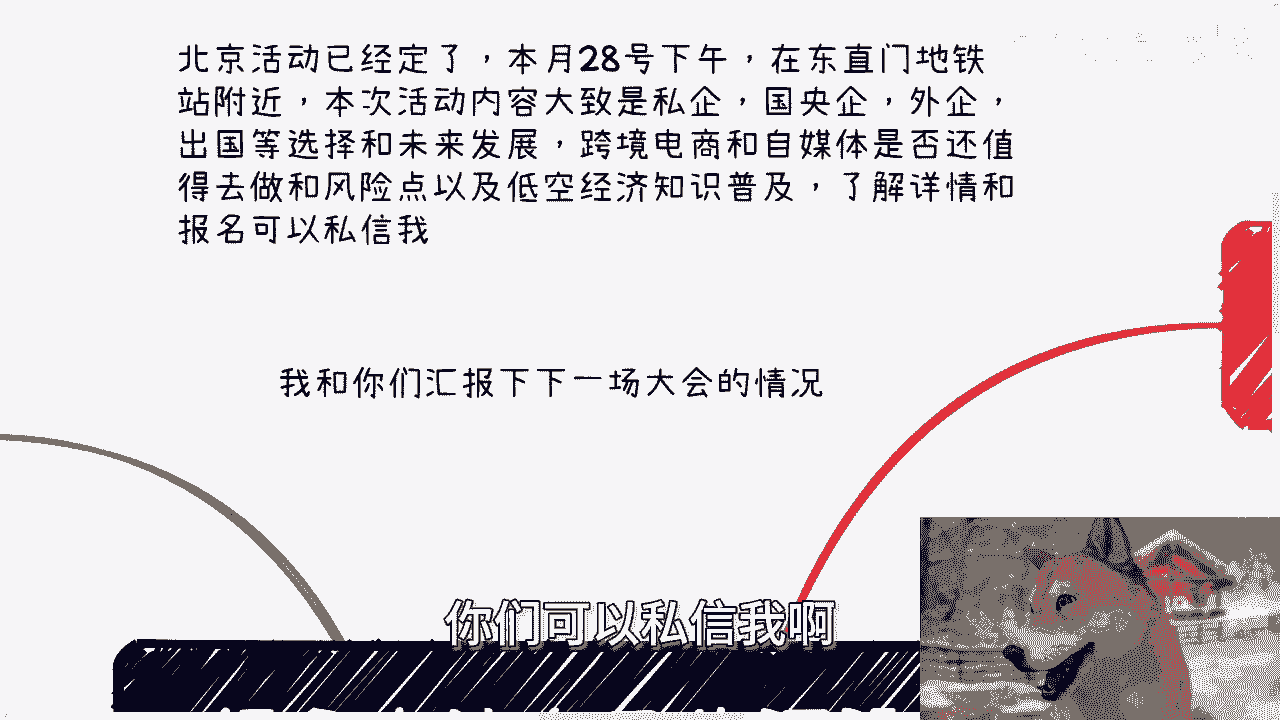 北京活动已经定了，本月28号下午，在东直门地铁
站附近，本次活动内容大致是私企，国央企，外企，
出国等选择和未来发展，跨境电商和自媒体是否还值
得去做和风险点以及低空经济知识普及，了解详情和
报名可以私信我
我和你们汇报下下一场大会的情况
你们可以私信我啊